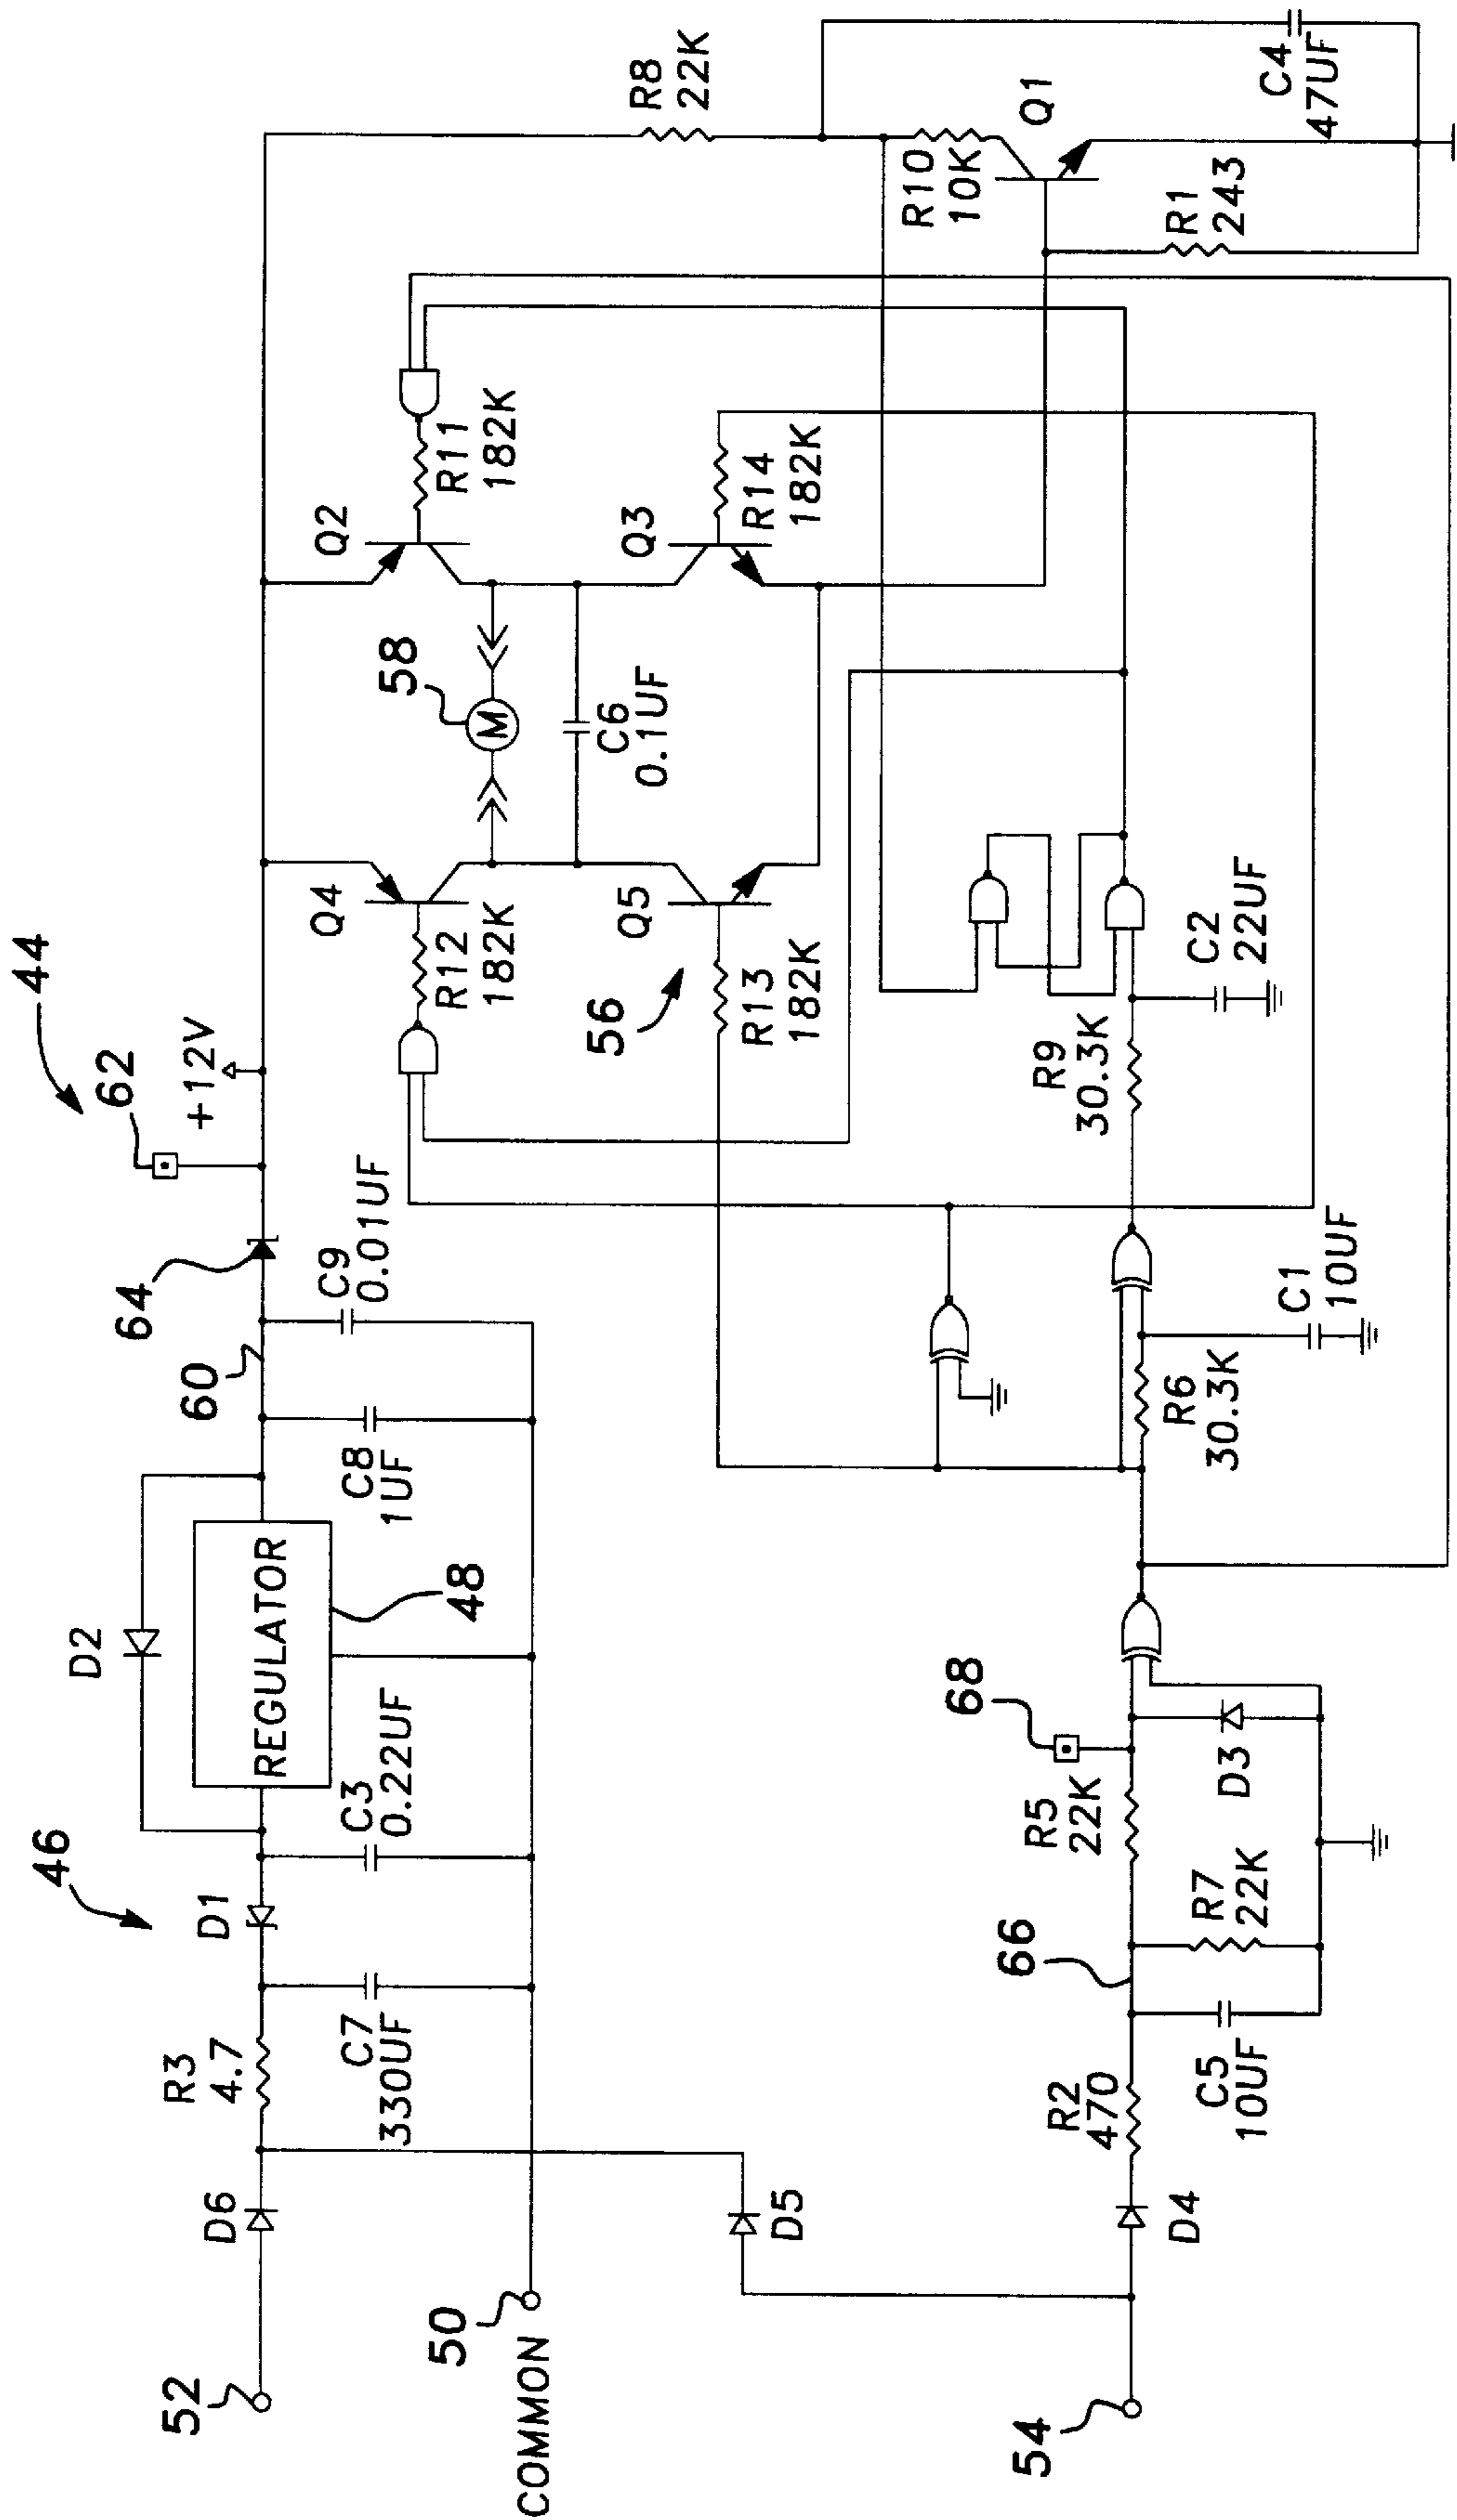 44
46
62
+12V
64
60
D2
REGULATOR
48
D1
R3
4.7
D6
52
C7
330UF
C3
0.22UF
C8
1UF
C9
0.01UF
50
COMMON
D5
54
D4
R2
470
C5
10UF
66
R7
22K
R5
22K
68
D3
R6
30.3K
C1
10UF
R9
30.3K
C2
22UF
56
R13
182K
Q5
R12
182K
Q4
58
M
C6
0.1UF
Q2
R11
182K
Q3
R14
182K
R8
22K
R10
10K
Q1
R1
243
C4
47UF